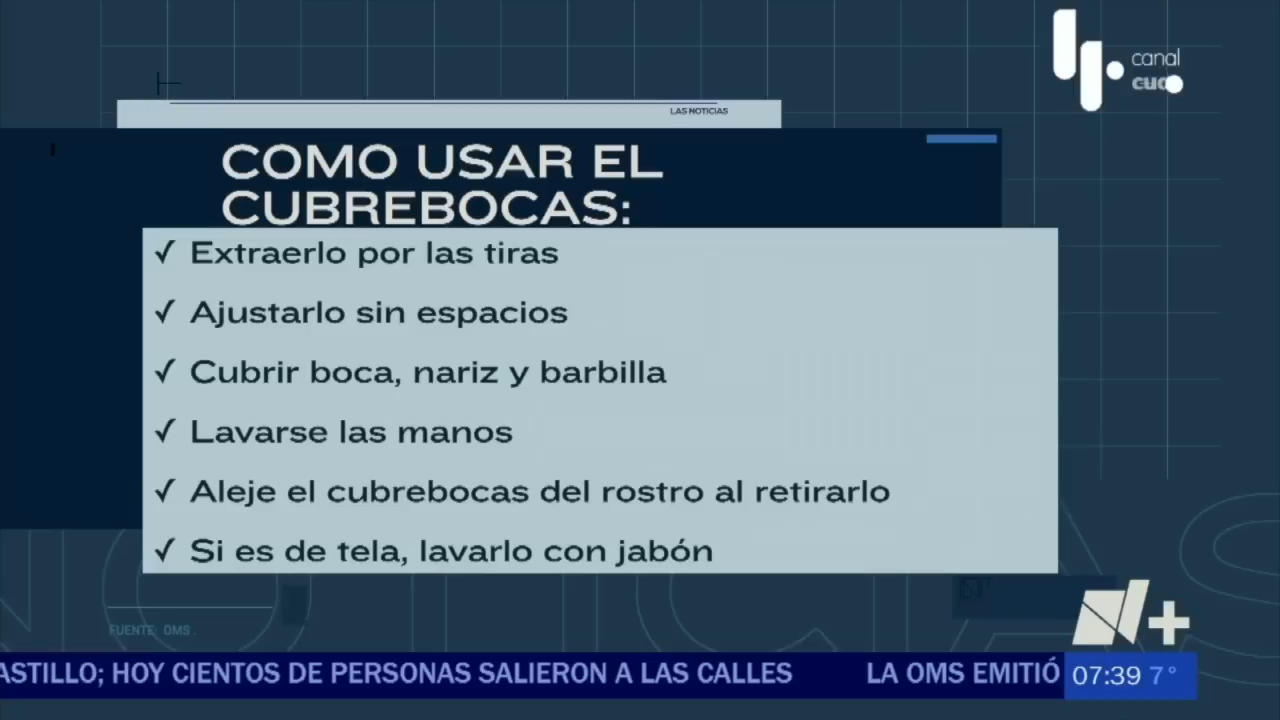 canal
LAS NOTICIAS
COMO USAR EL
CUBREBOCAS:
✓ Extraerlo por las tiras
✓ Ajustarlo sin espacios
✓ Cubrir boca, nariz y barbilla
✓ Lavarse las manos
✓ Aleje el cubrebocas del rostro al retirarlo
✓ Si es de tela, lavarlo con jabón
NOTICIAS
FUENTE: OMS.
N+
ASTILLO; HOY CIENTOS DE PERSONAS SALIERON A LAS CALLES LA OMS EMITIÓ
07:39 7°